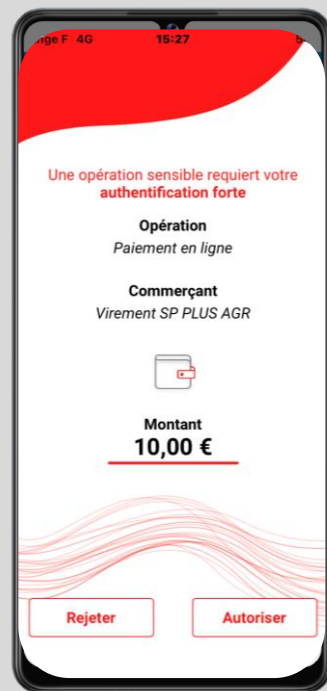 4G 15:27
Une opération sensible requiert votre
authentification forte
Opération
Paiement en ligne
Commerçant
Virement SP PLUS AGR
Montant
10,00 €
Rejeter Autoriser